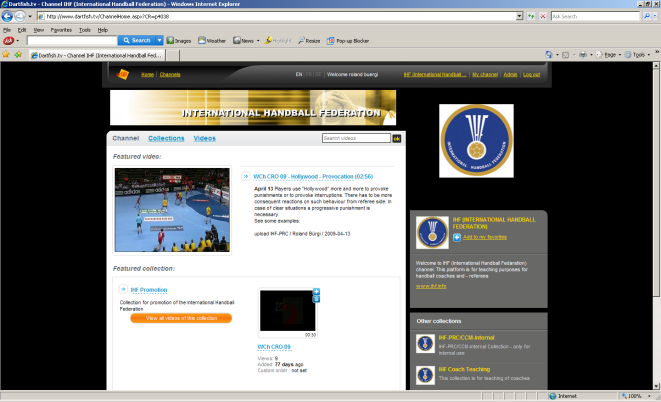 Dartfish.tv - Channel IHF (International Handball Federation) - Windows Internet Explorer
http://www.dartfish.tv/ChannelHome.aspx?CR=p4038
Ask Search
File Edit View Favorites Tools Help
Search Images Weather News Highlight Resize Pop-up Blocker
Dartfish.tv - Channel IHF (International Handball Fed...
Page Tools
Home | Channels
EN | Welcome roland buergi
IHF (International Handball ... | My channel | Admin | Log out
INTERNATIONAL HANDBALL FEDERATION
Channel Collections Videos
Search videos ok
Featured video:
WCh CRO 09 - Hollywood - Provocation (02:56)
April 13 Players use "Hollywood" more and more to provoke
punishments or to provoke interruptions. There has to be more
consequent reactions on such behaviour from referee side. In
case of clear situations a progressive punishment is
necessary.
See some examples:
upload IHF-PRC / Roland Bürgi / 2009-04-13
Featured collection:
IHF Promotion
Collection for promotion of the International Handball
Federation
View all videos of this collection
00:30
WCh CRO 09
Views: 9
Added: 77 days ago
Custom order : not set
INTERNATIONAL HANDBALL FEDERATION
IHF (INTERNATIONAL HANDBALL
FEDERATION)
Add to my favorites
Welcome to IHF (International Handball Federation)
channel. This platform is for teaching purposes for
handball coaches and - referees
www.ihf.info
Other collections
IHF-PRC/CCM-Internal
IHF-PRC/CCM-Internal Collection - only for
internal use
IHF Coach Teaching
This collection is for teaching of coaches
Internet
100%